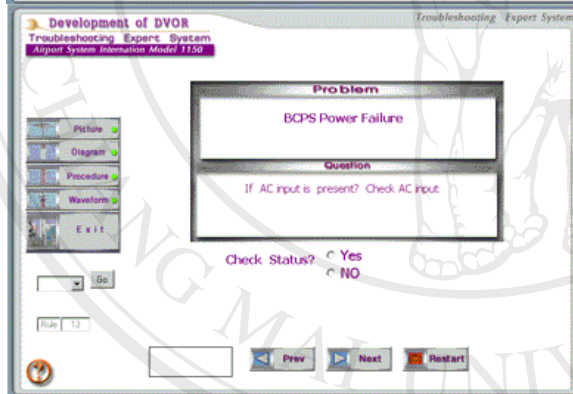 Troubleshooting Expert System
Development of DVOR
Troubleshooting Expert System
Airport System Internation Model 1150
Problem
BCPS Power Failure
Question
If AC input is present? Check AC input
Picture
Diagram
Procedure
Waveform
Exit
Check Status? Yes
NO
Go
Rule 13
Prev Next Restart
?